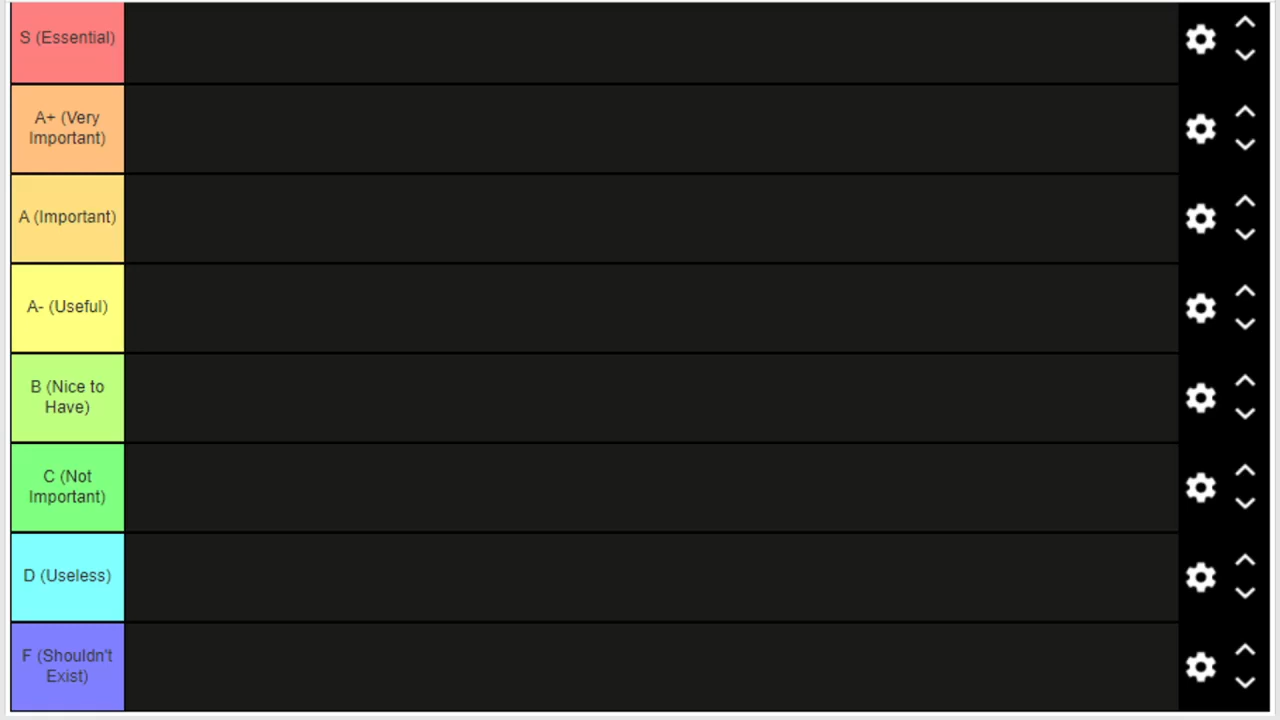 S (Essential)
A+ (Very
Important)
A (Important)
A- (Useful)
B (Nice to
Have)
C (Not
Important)
D (Useless)
F (Shouldn't
Exist)